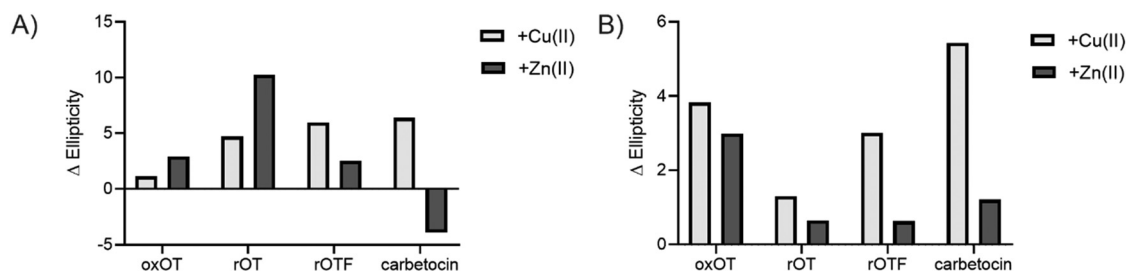 A)
Δ Ellipticity
15
10
5
0
-5
oxOT rOT rOTF carbetocin
+Cu(II)
+Zn(II)
B)
Δ Ellipticity
6
4
2
0
oxOT rOT rOTF carbetocin
+Cu(II)
+Zn(II)